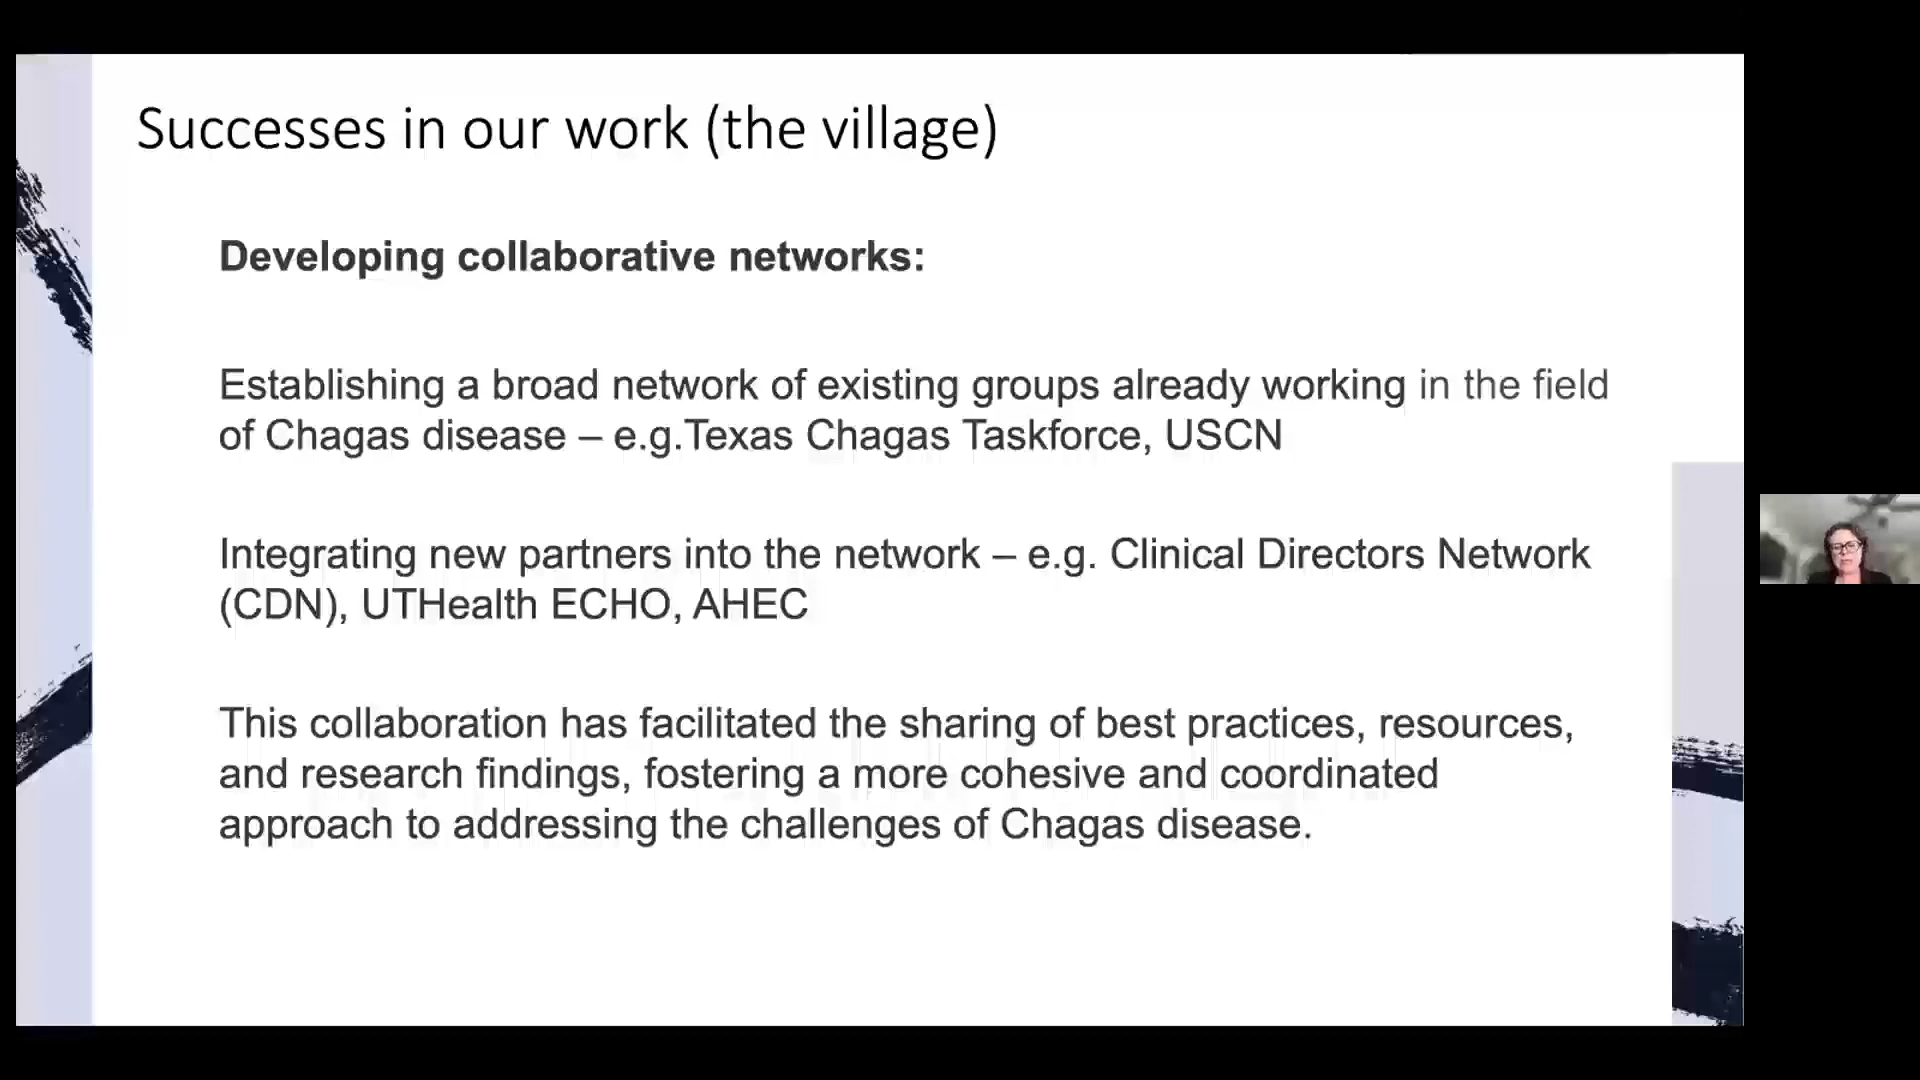 Successes in our work (the village)
Developing collaborative networks:
Establishing a broad network of existing groups already working in the field
of Chagas disease – e.g.Texas Chagas Taskforce, USCN
Integrating new partners into the network – e.g. Clinical Directors Network
(CDN), UTHealth ECHO, AHEC
This collaboration has facilitated the sharing of best practices, resources,
and research findings, fostering a more cohesive and coordinated
approach to addressing the challenges of Chagas disease.